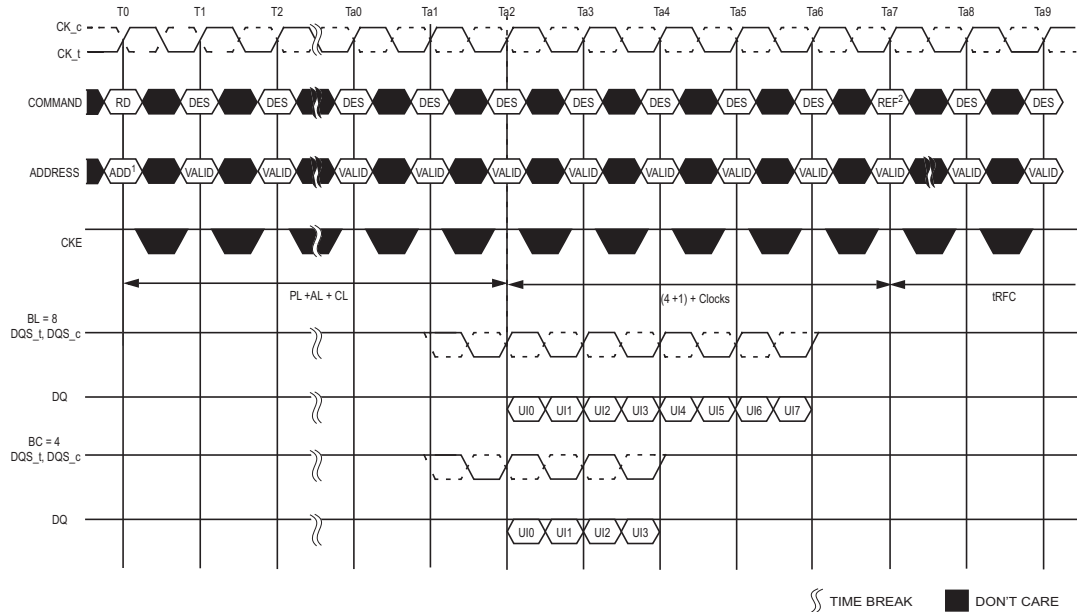 T0 T1 T2 Ta0 Ta1 Ta2 Ta3 Ta4 Ta5 Ta6 Ta7 Ta8 Ta9
CK_c
CK_t
COMMAND RD DES DES DES DES DES DES DES DES DES REF2 DES DES
ADDRESS ADD1 VALID VALID VALID VALID VALID VALID VALID VALID VALID VALID VALID VALID
CKE
PL +AL + CL (4 +1) + Clocks tRFC
BL = 8
DQS_t, DQS_c
DQ UI0 UI1 UI2 UI3 UI4 UI5 UI6 UI7
BC = 4
DQS_t, DQS_c
DQ UI0 UI1 UI2 UI3
TIME BREAK DON'T CARE